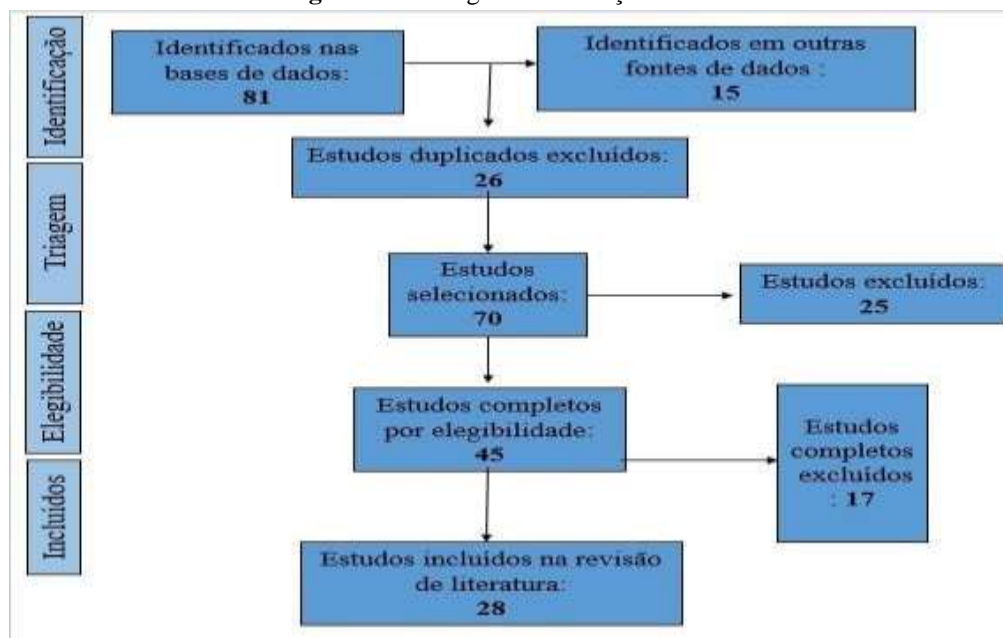 Identificação
Identificados nas
bases de dados:
81
Identificados em outras
fontes de dados :
15
Estudos duplicados excluídos:
26
Triagem
Estudos
selecionados:
70
Estudos excluídos:
25
Elegibilidade
Estudos completos
por elegibilidade:
45
Estudos
completos
excluídos
: 17
Incluídos
Estudos incluídos na revisão
de literatura:
28